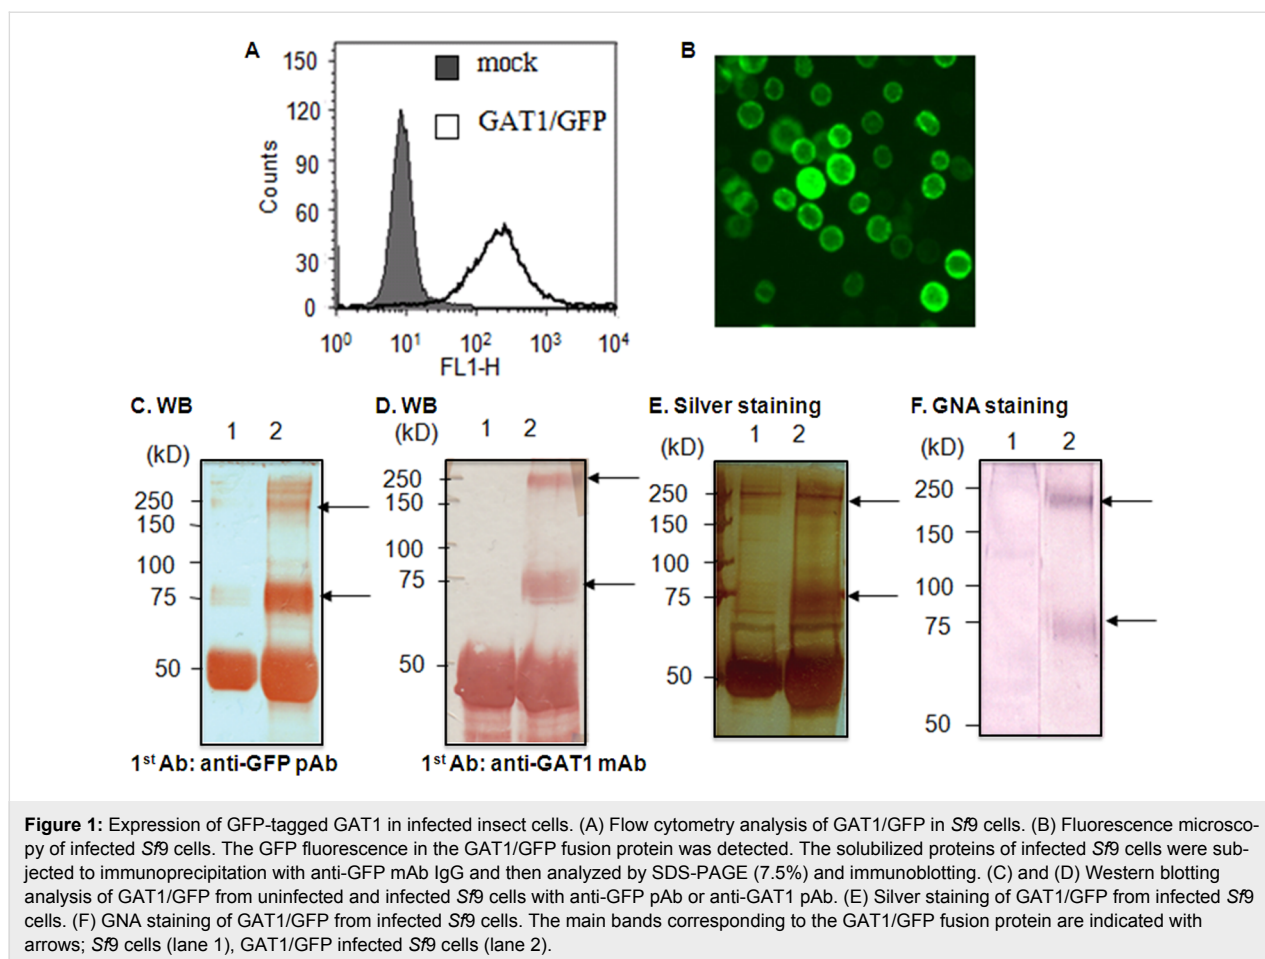 A
150
120
90
60
30
0
Counts
mock
GAT1/GFP
10⁰ 10¹ 10² 10³ 10⁴
FL1-H
B
C. WB
1 2
(kD)
250
150
100
75
50
1st Ab: anti-GFP pAb
D. WB
(kD) 1 2
250
150
100
75
50
1st Ab: anti-GAT1 mAb
E. Silver staining
(kD) 1 2
250
150
100
75
50
F. GNA staining
(kD) 1 2
250
150
100
75
50
Figure 1: Expression of GFP-tagged GAT1 in infected insect cells. (A) Flow cytometry analysis of GAT1/GFP in Sf9 cells. (B) Fluorescence microsco-
py of infected Sf9 cells. The GFP fluorescence in the GAT1/GFP fusion protein was detected. The solubilized proteins of infected Sf9 cells were sub-
jected to immunoprecipitation with anti-GFP mAb IgG and then analyzed by SDS-PAGE (7.5%) and immunoblotting. (C) and (D) Western blotting
analysis of GAT1/GFP from uninfected and infected Sf9 cells with anti-GFP pAb or anti-GAT1 pAb. (E) Silver staining of GAT1/GFP from infected Sf9
cells. (F) GNA staining of GAT1/GFP from infected Sf9 cells. The main bands corresponding to the GAT1/GFP fusion protein are indicated with
arrows; Sf9 cells (lane 1), GAT1/GFP infected Sf9 cells (lane 2).